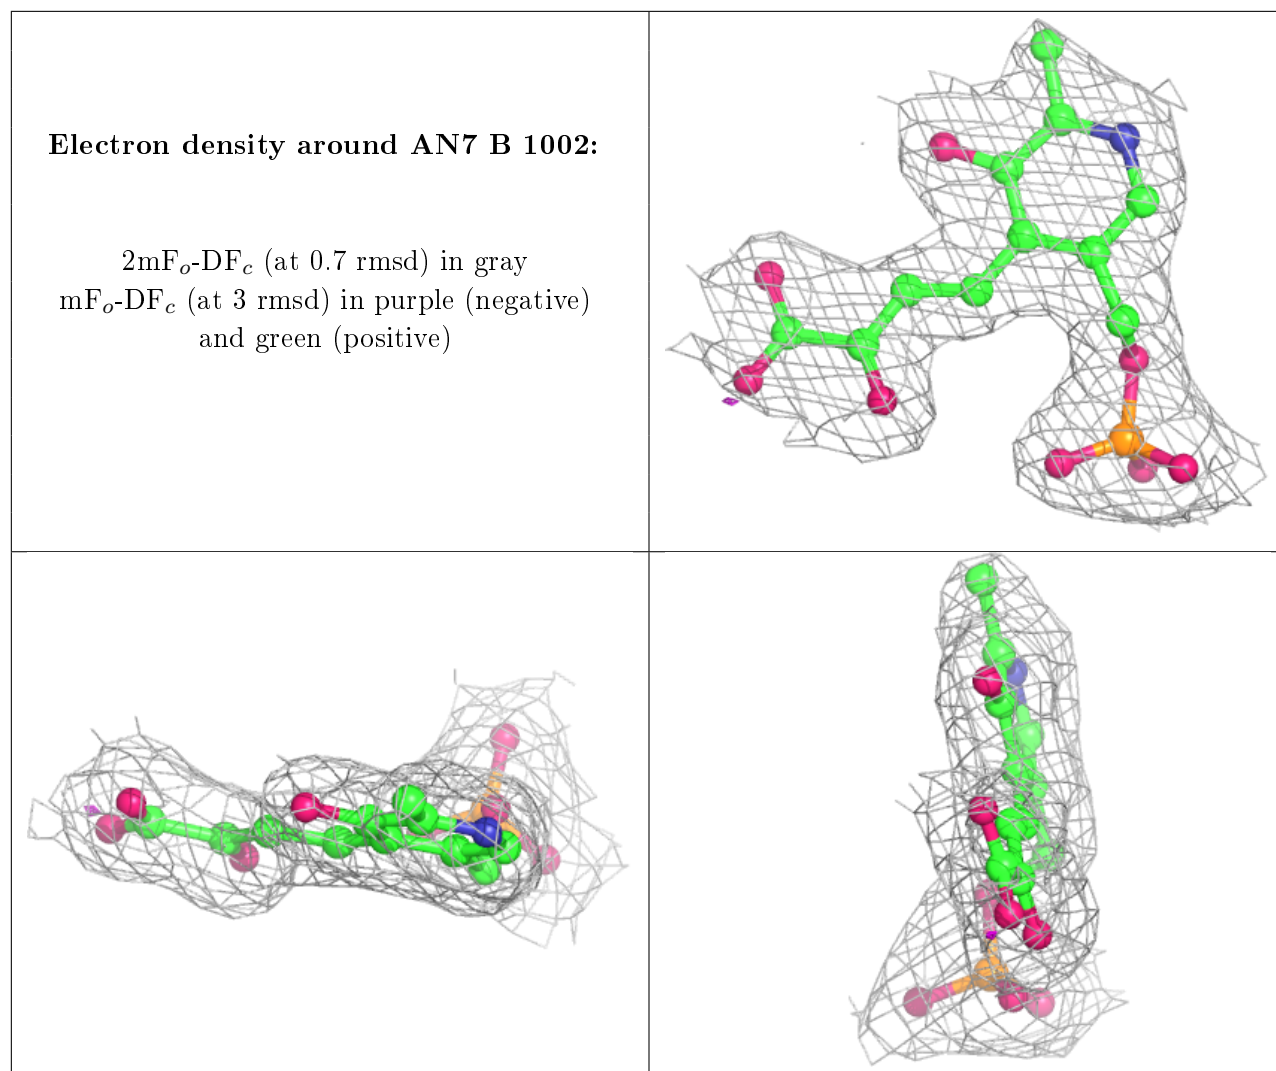 Electron density around AN7 B 1002:
2mFₒ-DF𝒸 (at 0.7 rmsd) in gray
mFₒ-DF𝒸 (at 3 rmsd) in purple (negative)
and green (positive)